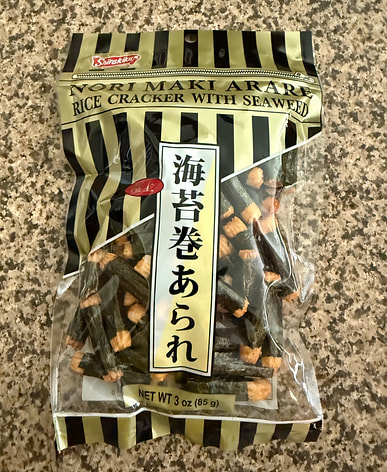 Shirakiku
NORI MAKI ARARE
RICE CRACKER WITH SEAWEED
海苔巻あられ
NET WT 3 oz (85 g)